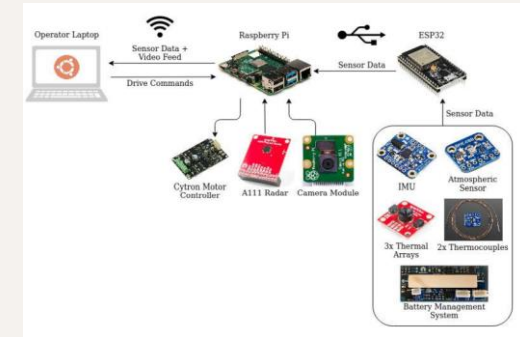 Operator Laptop
Sensor Data +
Video Feed
Drive Commands
Raspberry Pi
Sensor Data
ESP32
Sensor Data
Cytron Motor
Controller
A111 Radar
Camera Module
IMU
Atmospheric
Sensor
3x Thermal
Arrays
2x Thermocouples
Battery Management
System